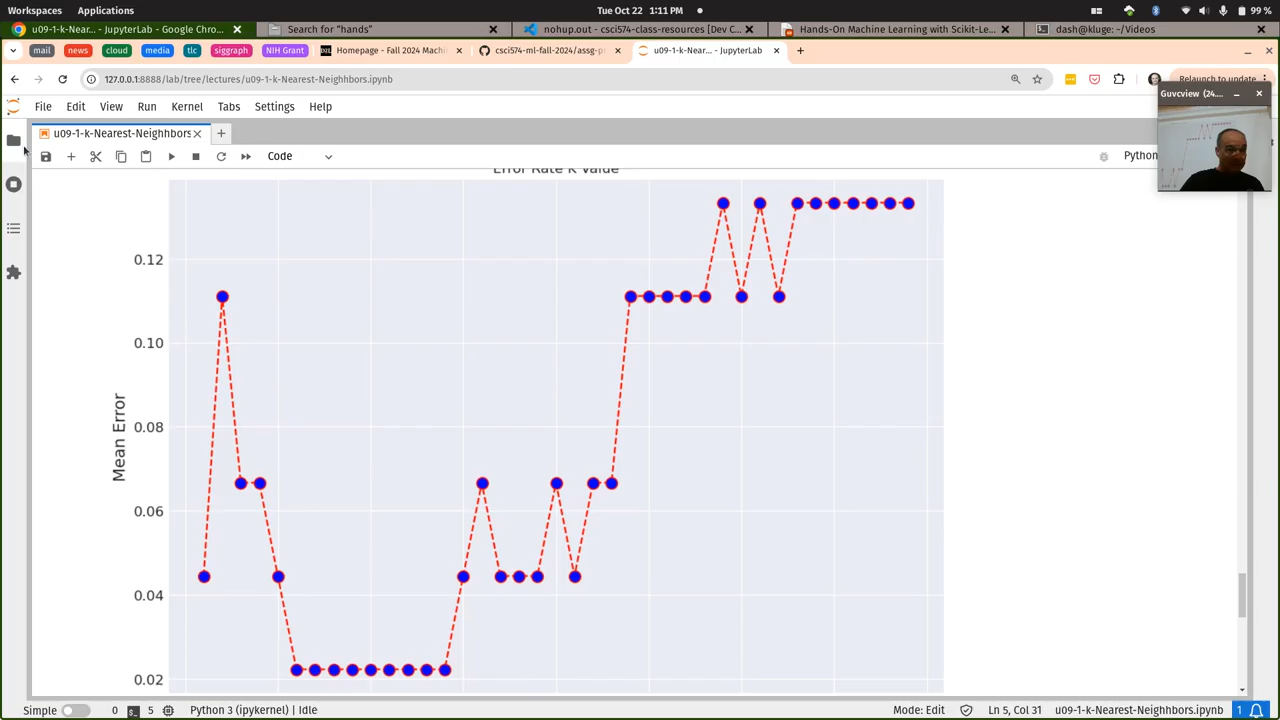 Workspaces Applications Tue Oct 22 1:11 PM 99 %
u09-1-k-Near... - JupyterLab - Google Chro... Search for “hands” nohup.out - csci574-class-resources [Dev C... Hands-On Machine Learning with Scikit-Le... dash@kluge: ~/Videos
mail news cloud media tlc siggraph NIH Grant Homepage - Fall 2024 Machi csci574-ml-fall-2024/assg-p u09-1-k-Near... - JupyterLab
127.0.0.1:8888/lab/tree/lectures/u09-1-k-Nearest-Neighhbors.ipynb Relaunch to update
Guvcview (24....
File Edit View Run Kernel Tabs Settings Help
u09-1-k-Nearest-Neighhbors
Code Python
Error Rate K Value
0.12
0.10
0.08
0.06
0.04
0.02
Mean Error
Simple 0 5 Python 3 (ipykernel) | Idle Mode: Edit Ln 5, Col 31 u09-1-k-Nearest-Neighhbors.ipynb 1